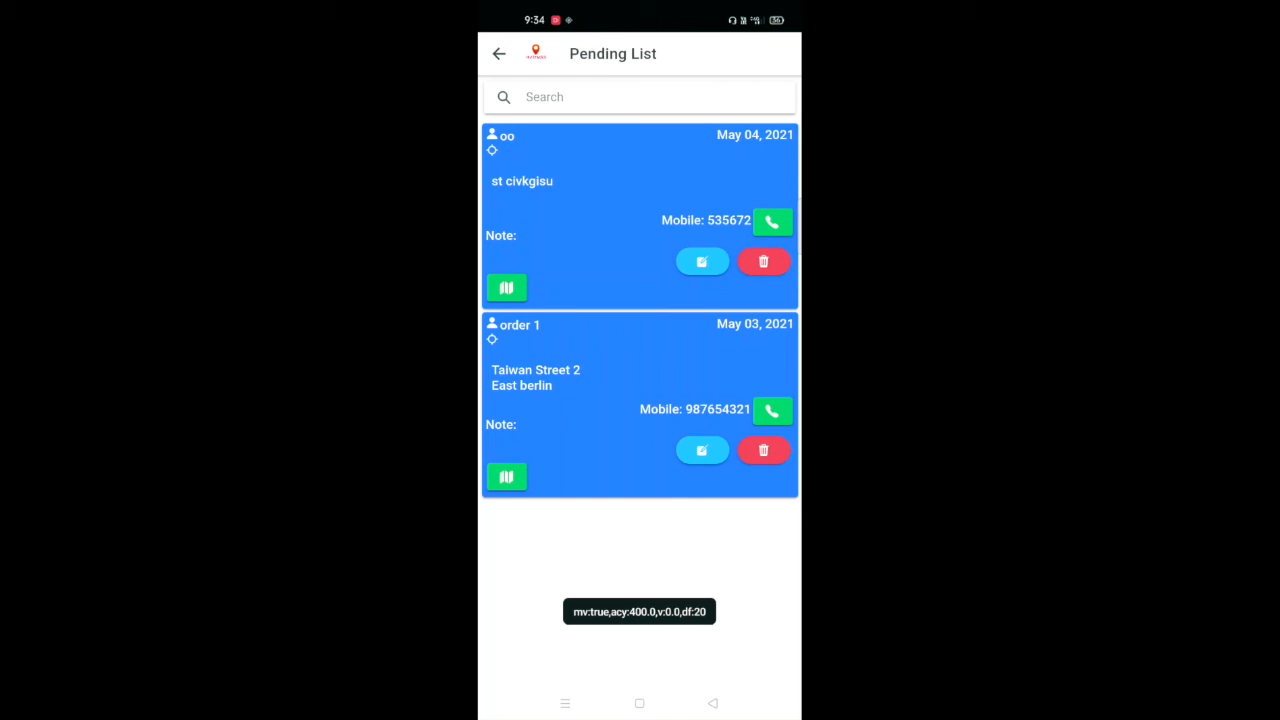 9:34
36
Pending List
Search
oo
May 04, 2021
st civkgisu
Mobile: 535672
Note:
order 1
May 03, 2021
Taiwan Street 2
East berlin
Mobile: 987654321
Note:
mv:true,acy:400.0,v:0.0,df:20